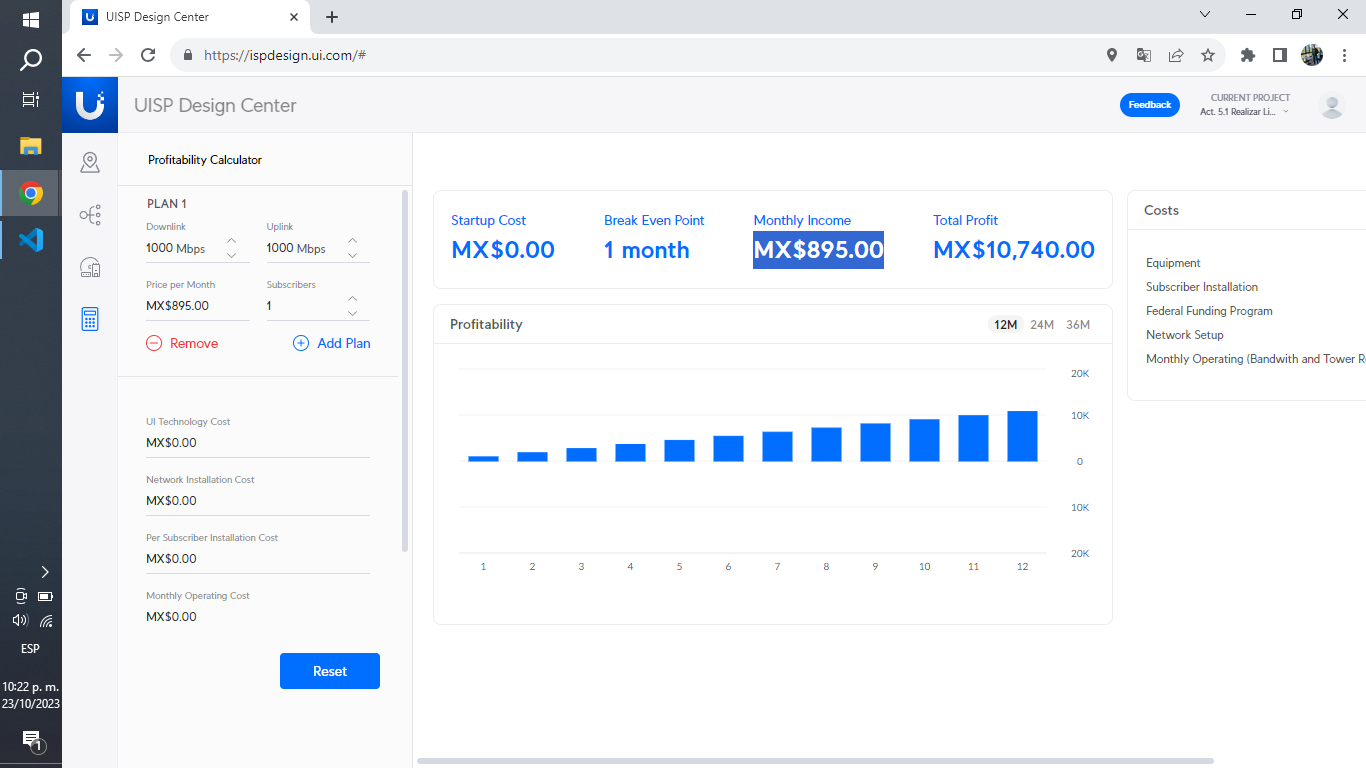 UISP Design Center
https://ispdesign.ui.com/#
UISP Design Center
Feedback
CURRENT PROJECT
Act. 5.1 Realizar Li...
Profitability Calculator
PLAN 1
Downlink
Uplink
1000 Mbps
1000 Mbps
Price per Month
Subscribers
MX$895.00
1
Remove
Add Plan
UI Technology Cost
MX$0.00
Network Installation Cost
MX$0.00
Per Subscriber Installation Cost
MX$0.00
Monthly Operating Cost
MX$0.00
Reset
Startup Cost
MX$0.00
Break Even Point
1 month
Monthly Income
MX$895.00
Total Profit
MX$10,740.00
Profitability
12M 24M 36M
20K
10K
0
10K
20K
1 2 3 4 5 6 7 8 9 10 11 12
Costs
Equipment
Subscriber Installation
Federal Funding Program
Network Setup
Monthly Operating (Bandwith and Tower R
ESP
10:22 p. m.
23/10/2023
1